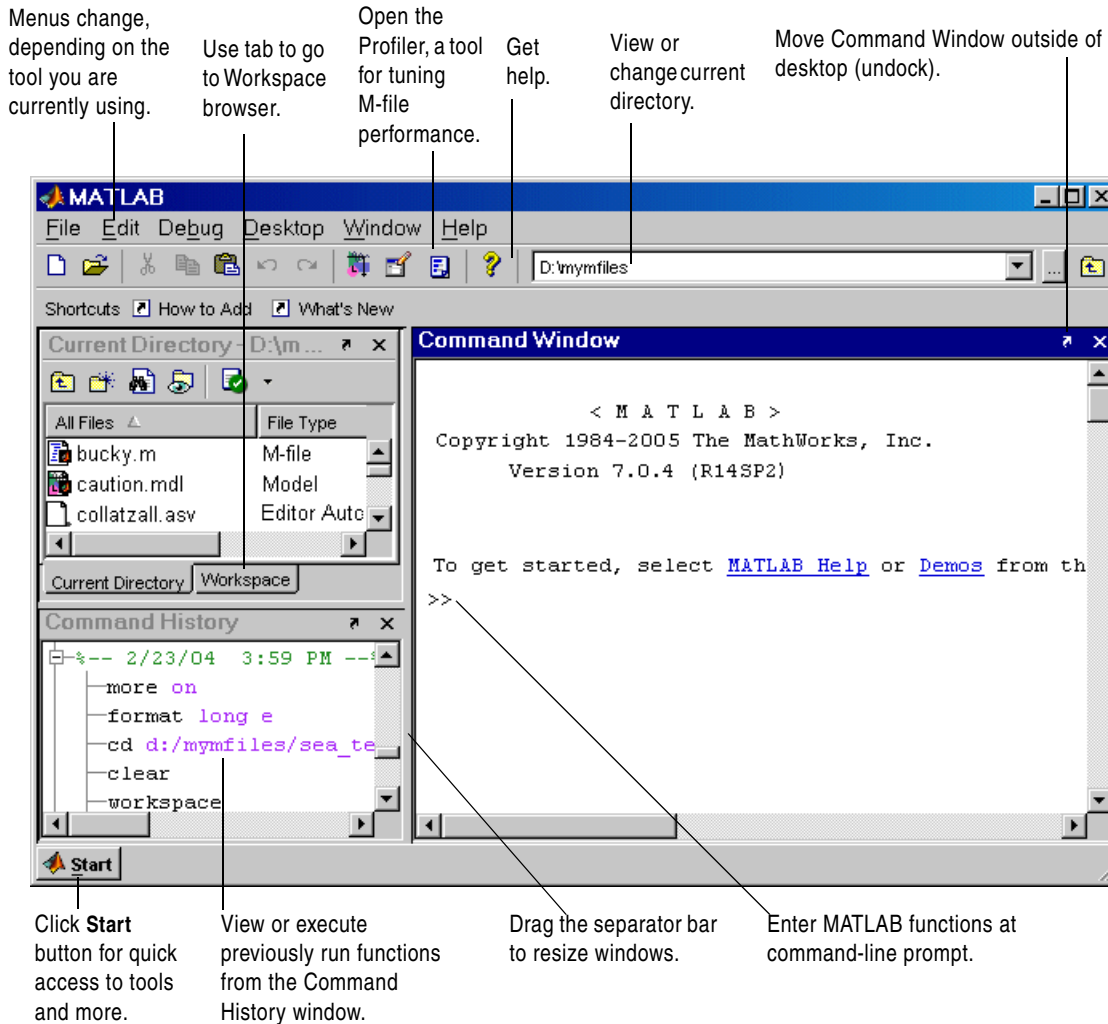 Menus change,
depending on the
tool you are
currently using.
Use tab to go
to Workspace
browser.
Open the
Profiler, a tool
for tuning
M-file
performance.
Get
help.
View or
change current
directory.
Move Command Window outside of
desktop (undock).
MATLAB
File Edit Debug Desktop Window Help
D:\mymfiles
...
Shortcuts How to Add What's New
Current Directory - D:\m ...
All Files File Type
bucky.m M-file
caution.mdl Model
collatzall.asv Editor Auto
Current Directory Workspace
Command History
%-- 2/23/04 3:59 PM --%
more on
format long e
cd d:/mymfiles/sea_te
clear
workspace
Command Window
< M A T L A B >
Copyright 1984-2005 The MathWorks, Inc.
Version 7.0.4 (R14SP2)
To get started, select MATLAB Help or Demos from th
>>
Start
Click Start
button for quick
access to tools
and more.
View or execute
previously run functions
from the Command
History window.
Drag the separator bar
to resize windows.
Enter MATLAB functions at
command-line prompt.